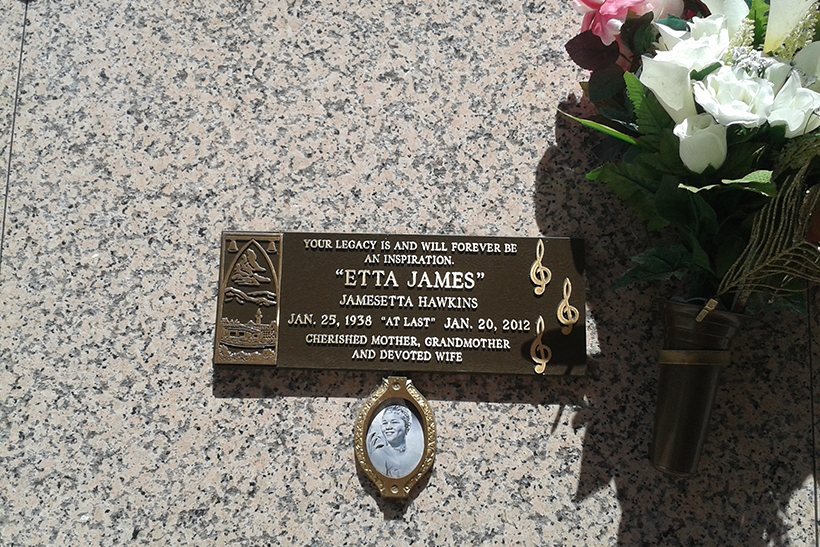 YOUR LEGACY IS AND WILL FOREVER BE
AN INSPIRATION.
“ETTA JAMES”
JAMESETTA HAWKINS
JAN. 25, 1938 “AT LAST” JAN. 20, 2012
CHERISHED MOTHER, GRANDMOTHER
AND DEVOTED WIFE